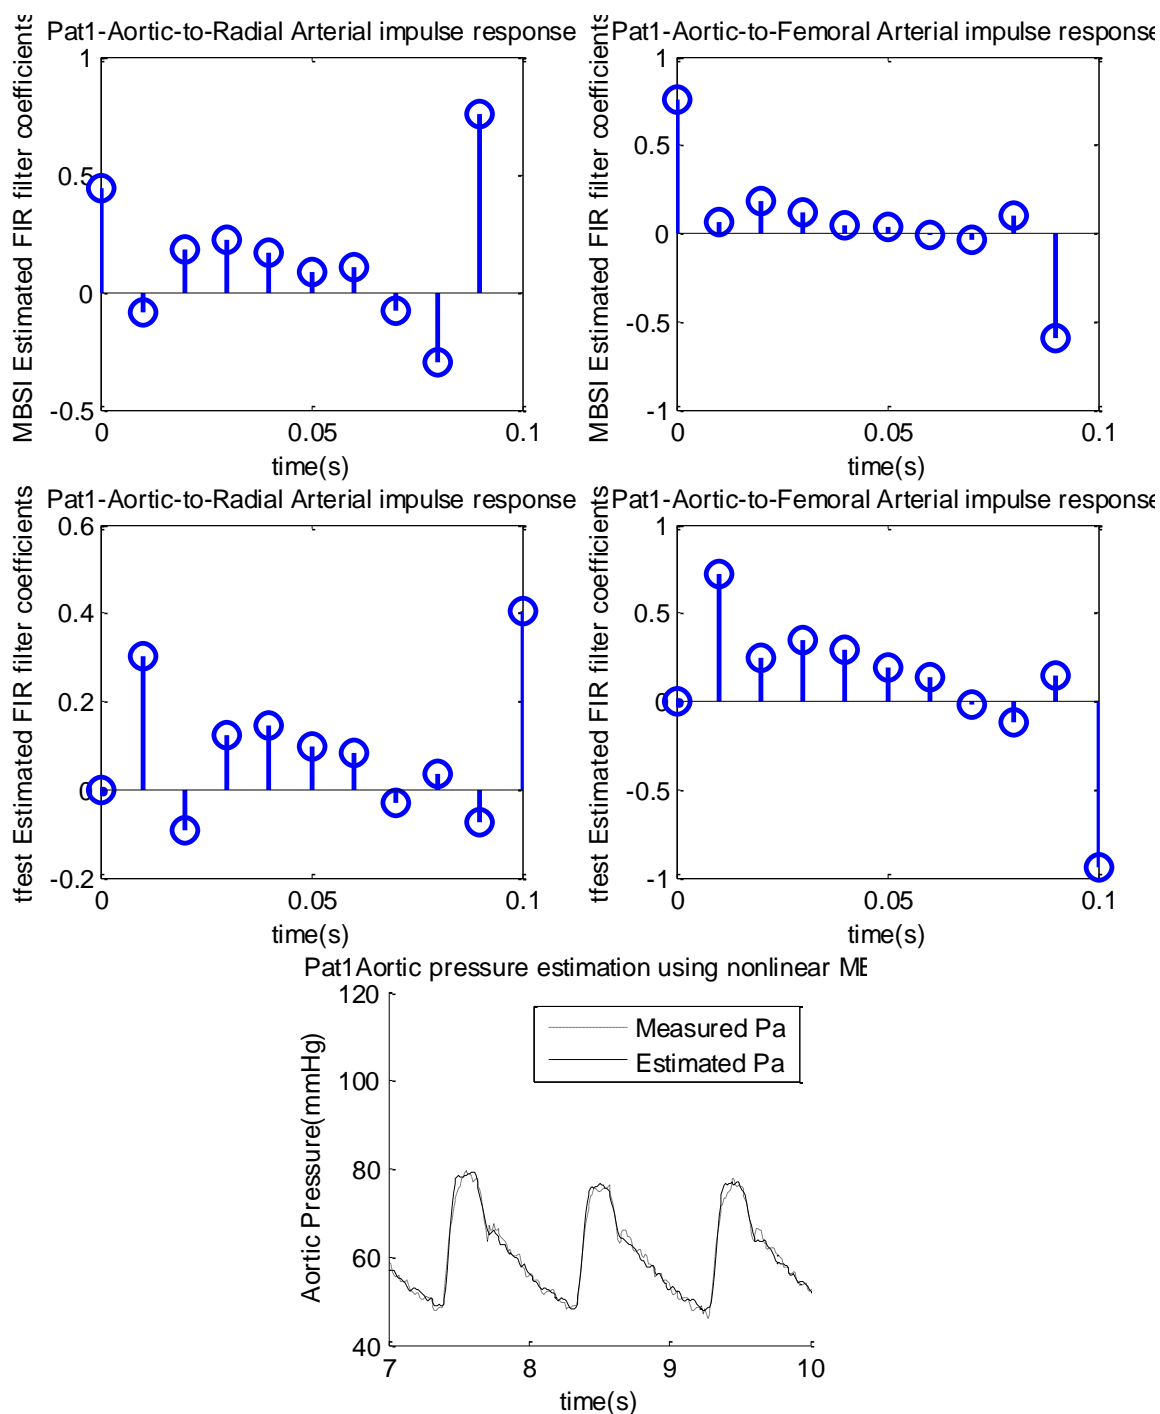 Pat1-Aortic-to-Radial Arterial impulse response
MBSI Estimated FIR filter coefficients
1
0.5
0
-0.5
0
0.05
0.1
time(s)
Pat1-Aortic-to-Femoral Arterial impulse response
MBSI Estimated FIR filter coefficients
1
0.5
0
-0.5
-1
0
0.05
0.1
time(s)
Pat1-Aortic-to-Radial Arterial impulse response
tfest Estimated FIR filter coefficients
0.6
0.4
0.2
0
-0.2
0
0.05
0.1
time(s)
Pat1-Aortic-to-Femoral Arterial impulse response
tfest Estimated FIR filter coefficients
1
0.5
0
-0.5
-1
0
0.05
0.1
time(s)
Pat1Aortic pressure estimation using nonlinear
Aortic Pressure(mmHg)
120
100
80
60
40
Measured Pa
Estimated Pa
7
8
9
10
time(s)